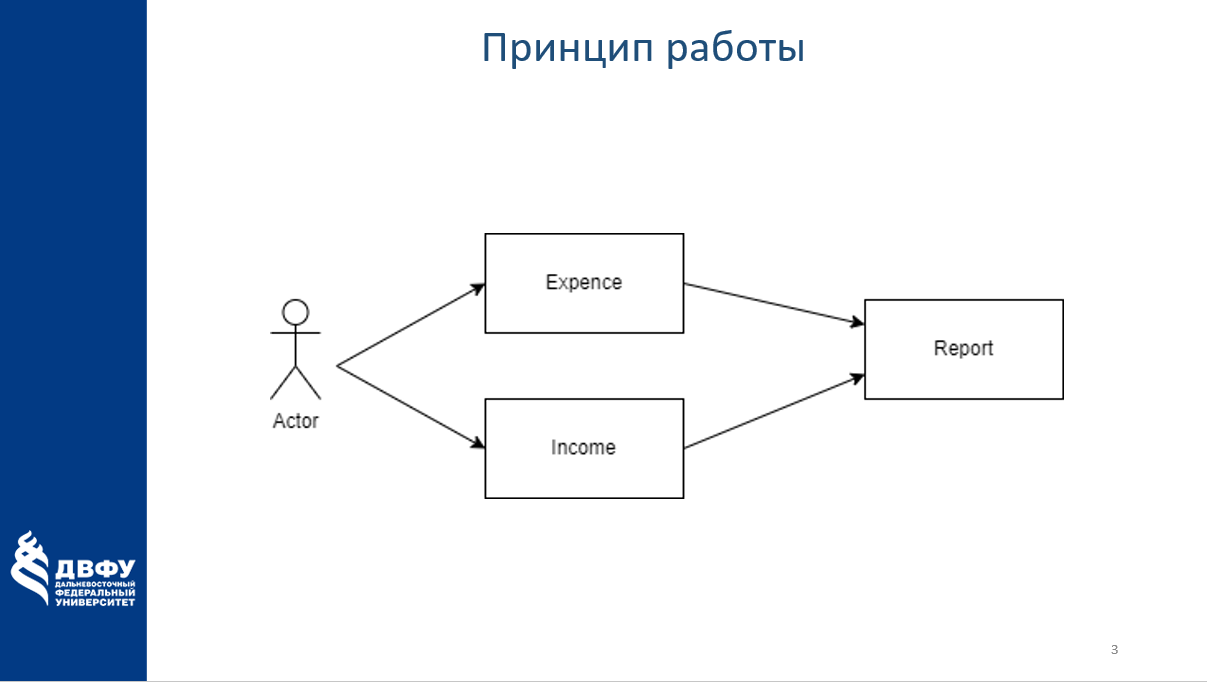 Принцип работы
Expence
Actor
Report
Income
ДВФУ
ДАЛЬНЕВОСТОЧНЫЙ
ФЕДЕРАЛЬНЫЙ
УНИВЕРСИТЕТ
3